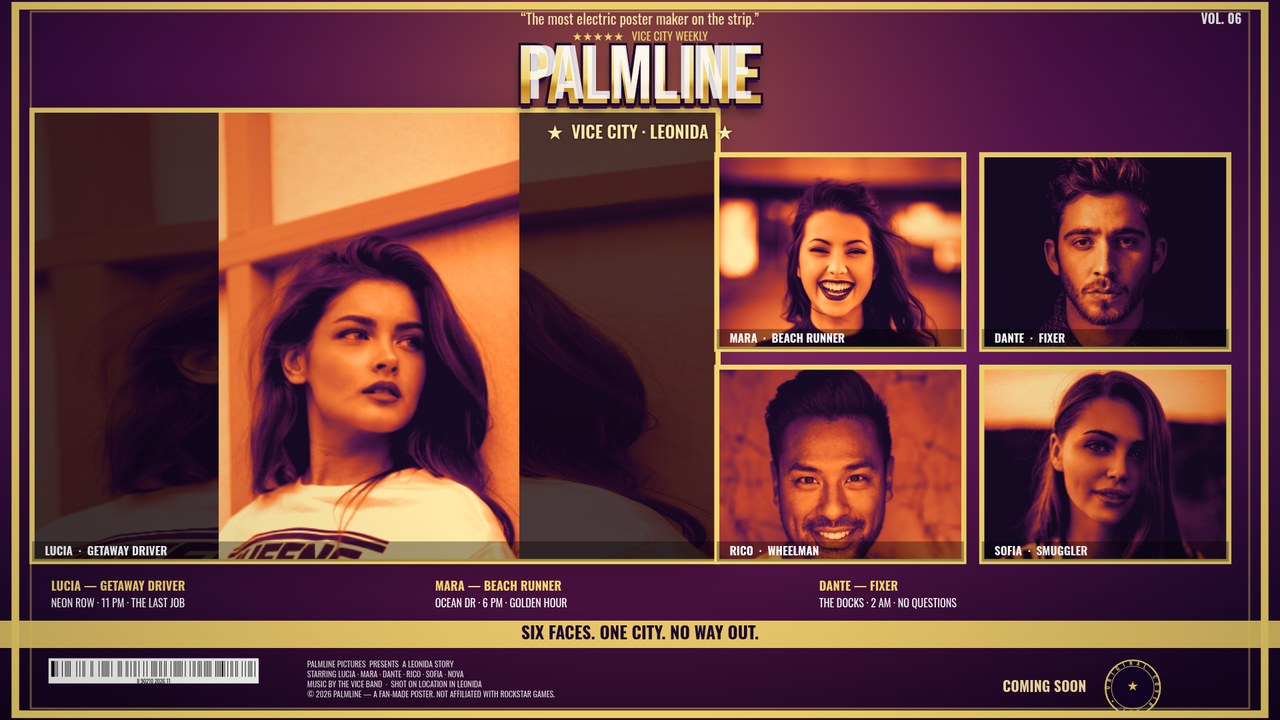 “The most electric poster maker on the strip.”
VOL. 06
★★★★★ VICE CITY WEEKLY
PALMLINE
★ VICE CITY · LEONIDA ★
MARA · BEACH RUNNER
DANTE · FIXER
LUCIA · GETAWAY DRIVER
RICO · WHEELMAN
SOFIA · SMUGGLER
LUCIA — GETAWAY DRIVER
NEON ROW · 11 PM · THE LAST JOB
MARA — BEACH RUNNER
OCEAN DR · 6 PM · GOLDEN HOUR
DANTE — FIXER
THE DOCKS · 2 AM · NO QUESTIONS
SIX FACES. ONE CITY. NO WAY OUT.
PALMLINE PICTURES PRESENTS A LEONIDA STORY
STARRING LUCIA · MARA · DANTE · RICO · SOFIA · NOVA
MUSIC BY THE VICE BAND · SHOT ON LOCATION IN LEONIDA
© 2026 PALMLINE — A FAN-MADE POSTER. NOT AFFILIATED WITH ROCKSTAR GAMES.
COMING SOON